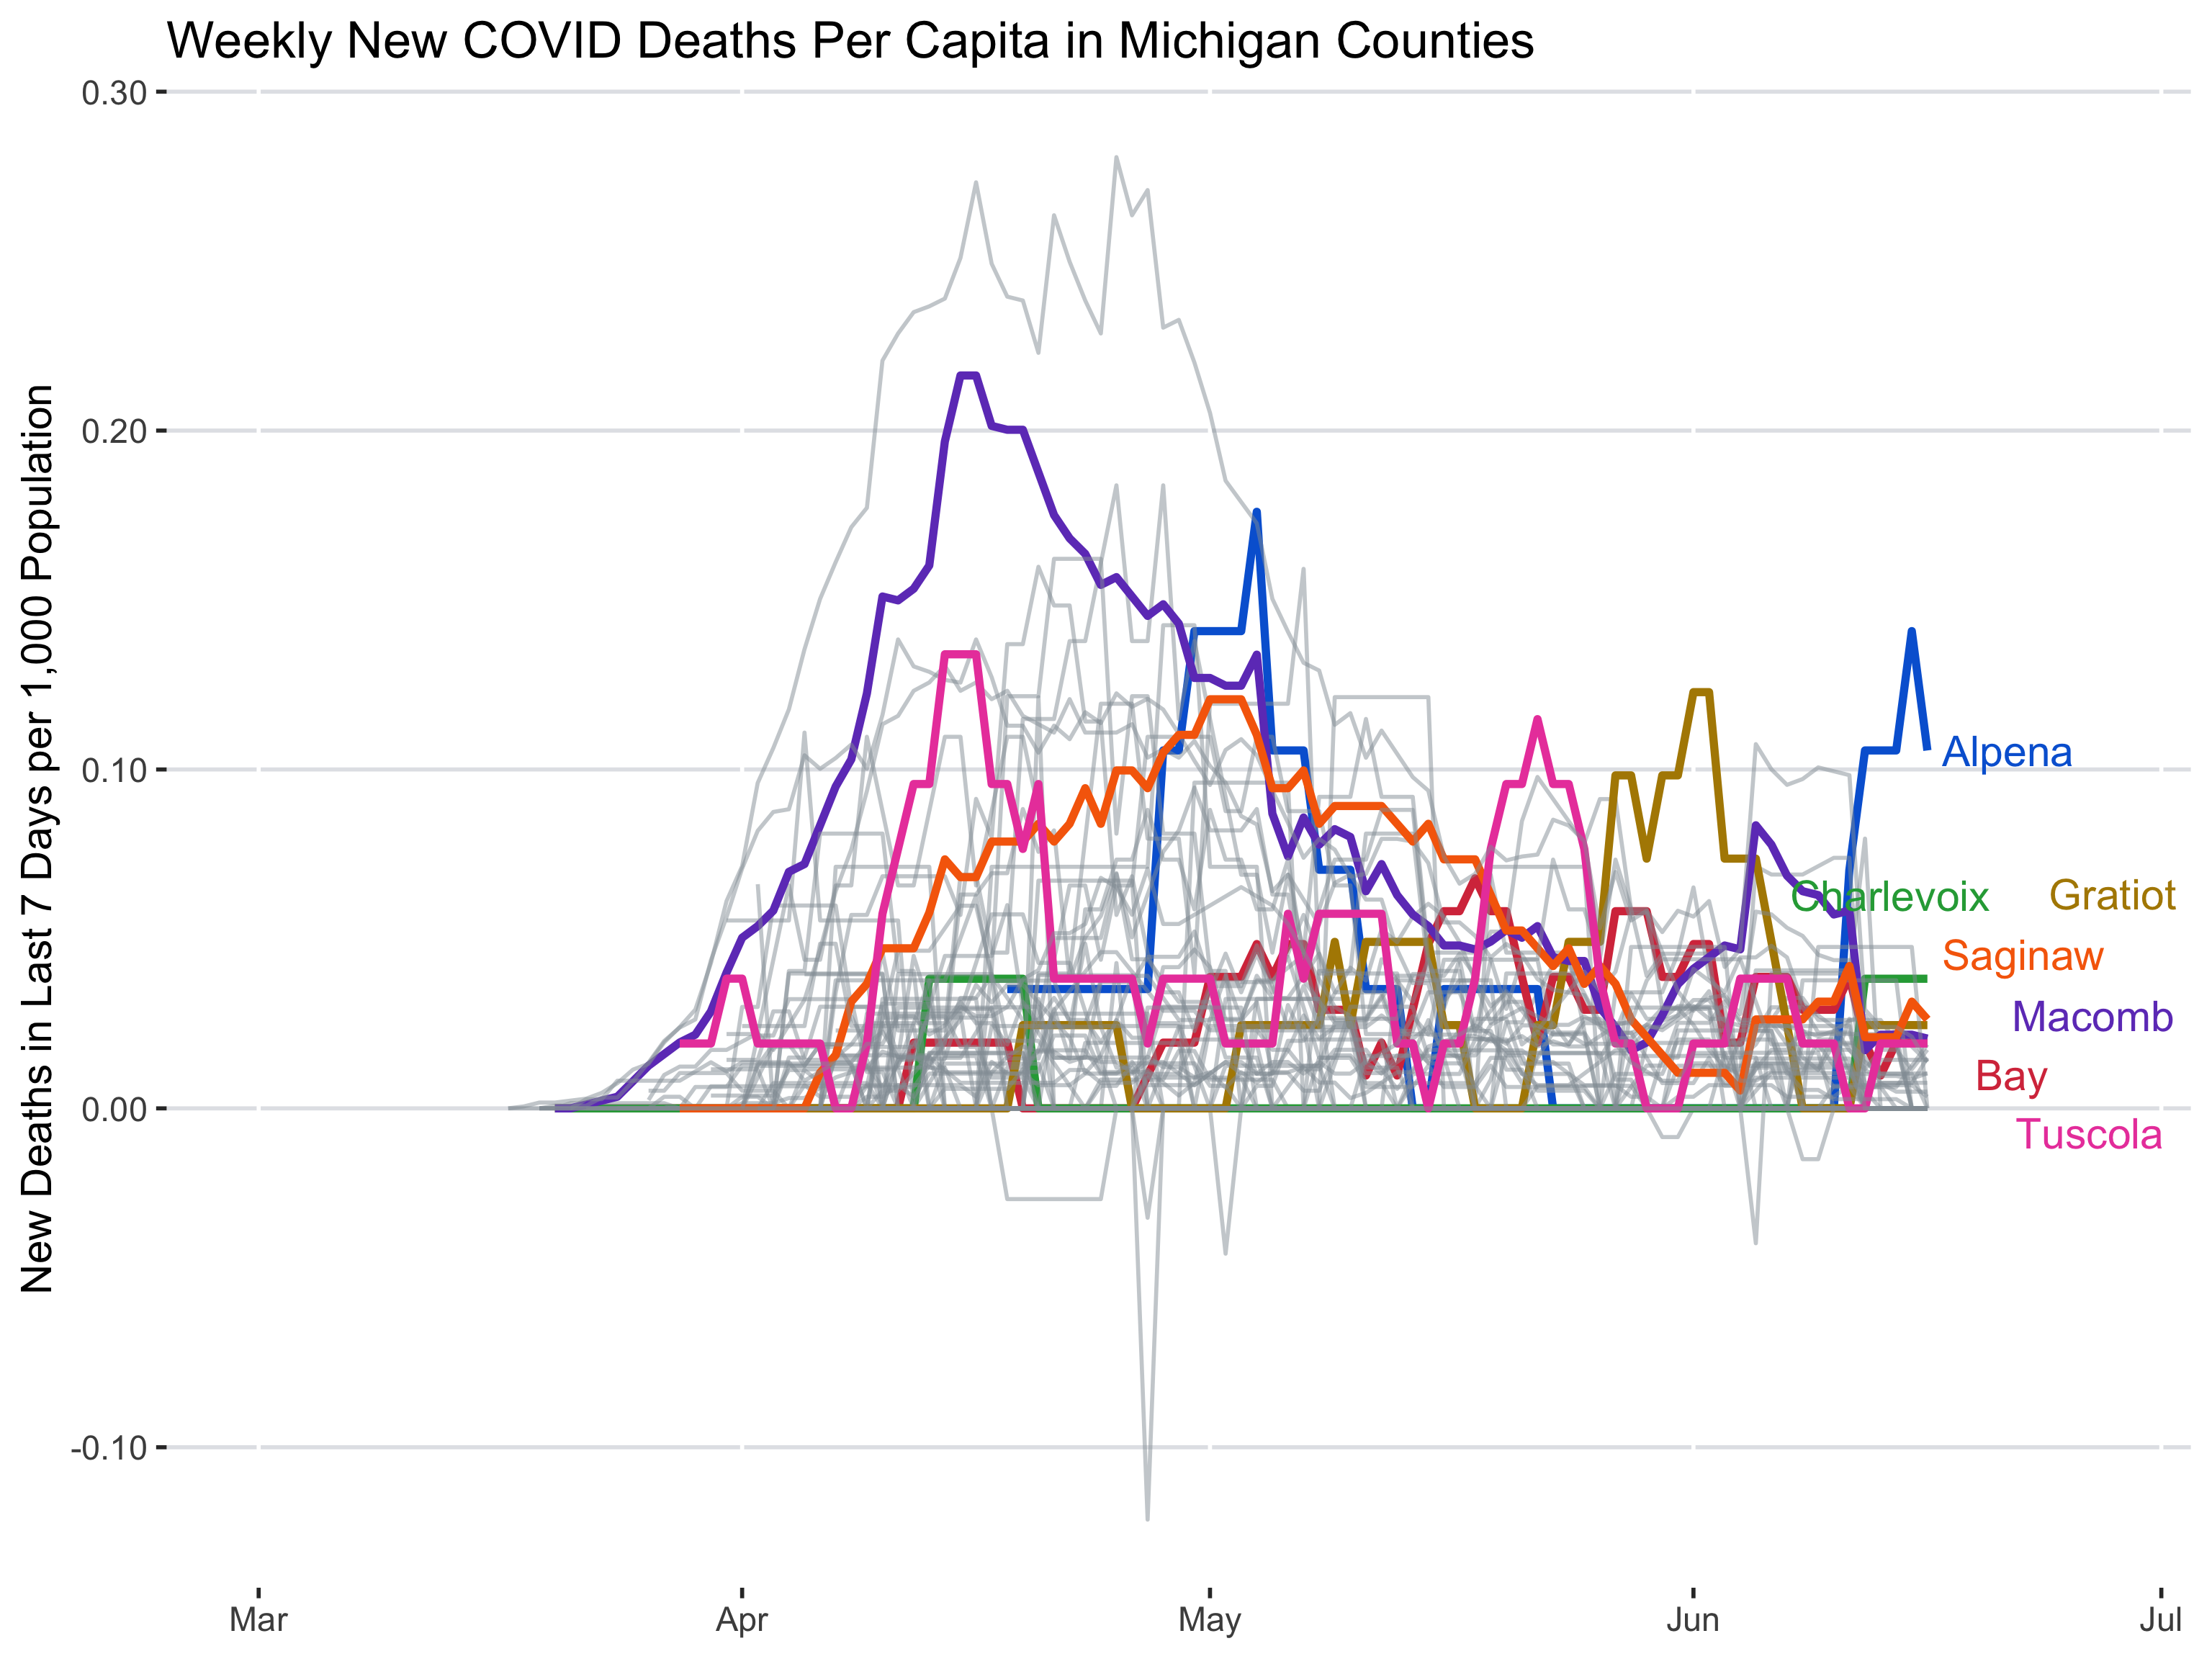 Weekly New COVID Deaths Per Capita in Michigan Counties
New Deaths in Last 7 Days per 1,000 Population
0.30
0.20
0.10
0.00
-0.10
Alpena
Charlevoix
Gratiot
Saginaw
Macomb
Bay
Tuscola
Mar
Apr
May
Jun
Jul